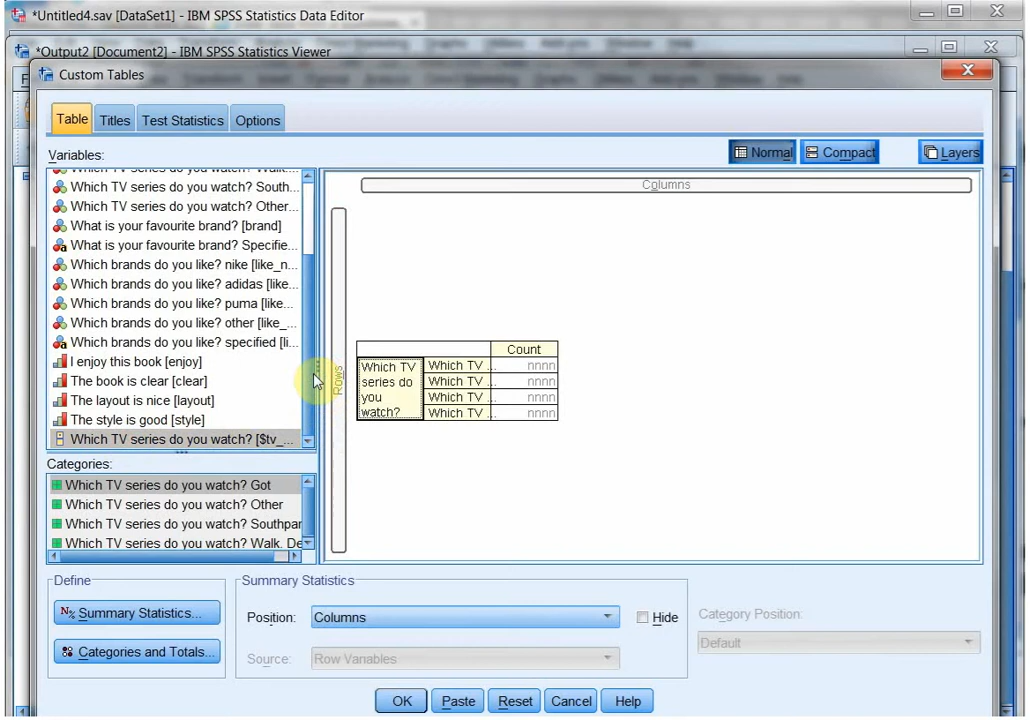 *Untitled4.sav [DataSet1] - IBM SPSS Statistics Data Editor
*Output2 [Document2] - IBM SPSS Statistics Viewer
Custom Tables
Table Titles Test Statistics Options
Variables:
Normal Compact Layers
Which TV series do you watch? Walk...
Which TV series do you watch? South...
Which TV series do you watch? Other...
What is your favourite brand? [brand]
What is your favourite brand? Specifie...
Which brands do you like? nike [like_n...
Which brands do you like? adidas [like...
Which brands do you like? puma [like...
Which brands do you like? other [like_...
Which brands do you like? specified [li...
I enjoy this book [enjoy]
The book is clear [clear]
The layout is nice [layout]
The style is good [style]
Which TV series do you watch? [$tv_...
Categories:
Which TV series do you watch? Got
Which TV series do you watch? Other
Which TV series do you watch? Southpar
Which TV series do you watch? Walk. De
Columns
Rows
Count
Which TV series do you watch?
Which TV ... nnnn
Which TV ... nnnn
Which TV ... nnnn
Which TV ... nnnn
Define
N% Summary Statistics...
Categories and Totals...
Summary Statistics
Position: Columns Hide
Source: Row Variables
Category Position:
Default
OK Paste Reset Cancel Help